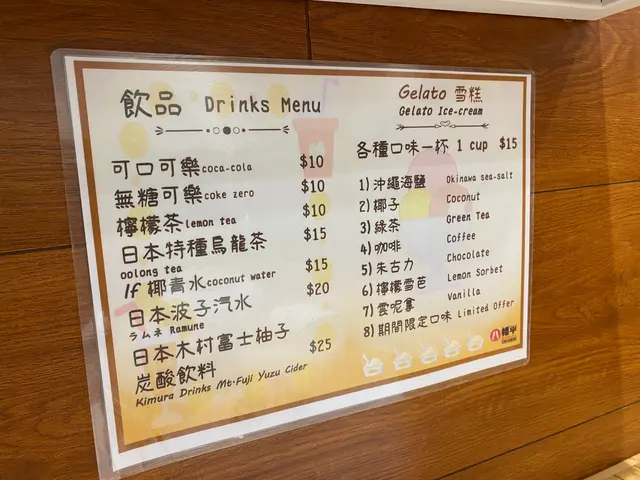 飲品 Drinks Menu
可口可樂 coca-cola $10
無糖可樂 coke zero $10
檸檬茶 lemon tea $10
日本特種烏龍茶 $15
oolong tea
If 椰青水 coconut water $15
日本波子汽水 $20
ラムネ Ramune
日本木村富士柚子
炭酸飲料 $25
Kimura Drinks Mt·Fuji Yuzu Cider
Gelato 雪糕
Gelato Ice-cream
各種口味一杯 1 cup $15
1) 沖繩海鹽 Okinawa sea-salt
2) 椰子 Coconut
3) 綠茶 Green Tea
4) 咖啡 Coffee
5) 朱古力 Chocolate
6) 檸檬雪芭 Lemon Sorbet
7) 雲呢拿 Vanilla
8) 期間限定口味 Limited Offer
八幡平